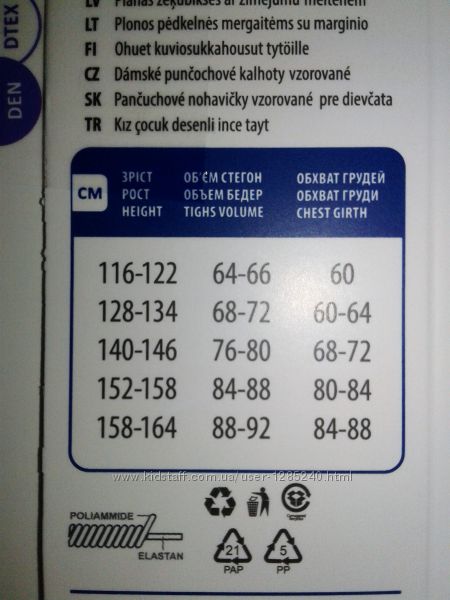 DTEX
DEN
LV Plānas zeķubikses ar zīmējumu meitenēm
LT Plonos pėdkelnės mergaitėms su marginio
FI Ohuet kuviosukkahousut tytöille
CZ Dámské punčochové kalhoty vzorované
SK Pančuchové nohavičky vzorované pre dievčata
TR Kız çocuk desenli ince tayt
СМ
ЗРІСТ ОБ'ЄМ СТЕГОН ОБХВАТ ГРУДЕЙ
РОСТ ОБЪЕМ БЕДЕР ОБХВАТ ГРУДИ
HEIGHT TIGHS VOLUME CHEST GIRTH
116-122 64-66 60
128-134 68-72 60-64
140-146 76-80 68-72
152-158 84-88 80-84
158-164 88-92 84-88
www.kidstaff.com.ua/user-1285240.html
POLIAMMIDE
ELASTAN
21 5
PAP PP